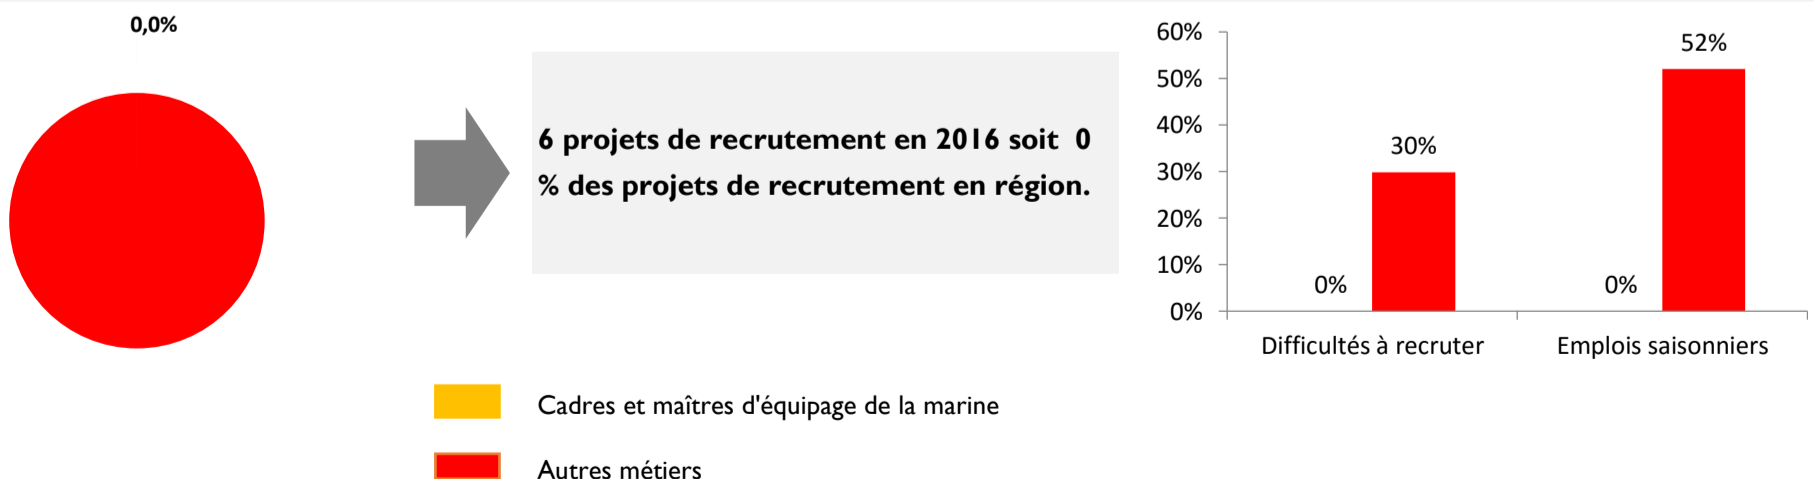 0,0%
6 projets de recrutement en 2016 soit 0
% des projets de recrutement en région.
60%
50%
40%
30%
20%
10%
0%
0%
30%
0%
52%
Difficultés à recruter
Emplois saisonniers
Cadres et maîtres d'équipage de la marine
Autres métiers